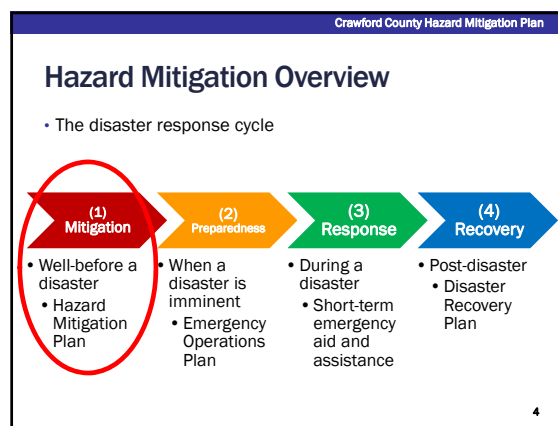 Crawford County Hazard Mitigation Plan
Hazard Mitigation Overview
• The disaster response cycle
(1)
Mitigation
• Well-before a
disaster
• Hazard
Mitigation
Plan
(2)
Preparedness
• When a
disaster is
imminent
• Emergency
Operations
Plan
(3)
Response
• During a
disaster
• Short-term
emergency
aid and
assistance
(4)
Recovery
• Post-disaster
• Disaster
Recovery
Plan
4